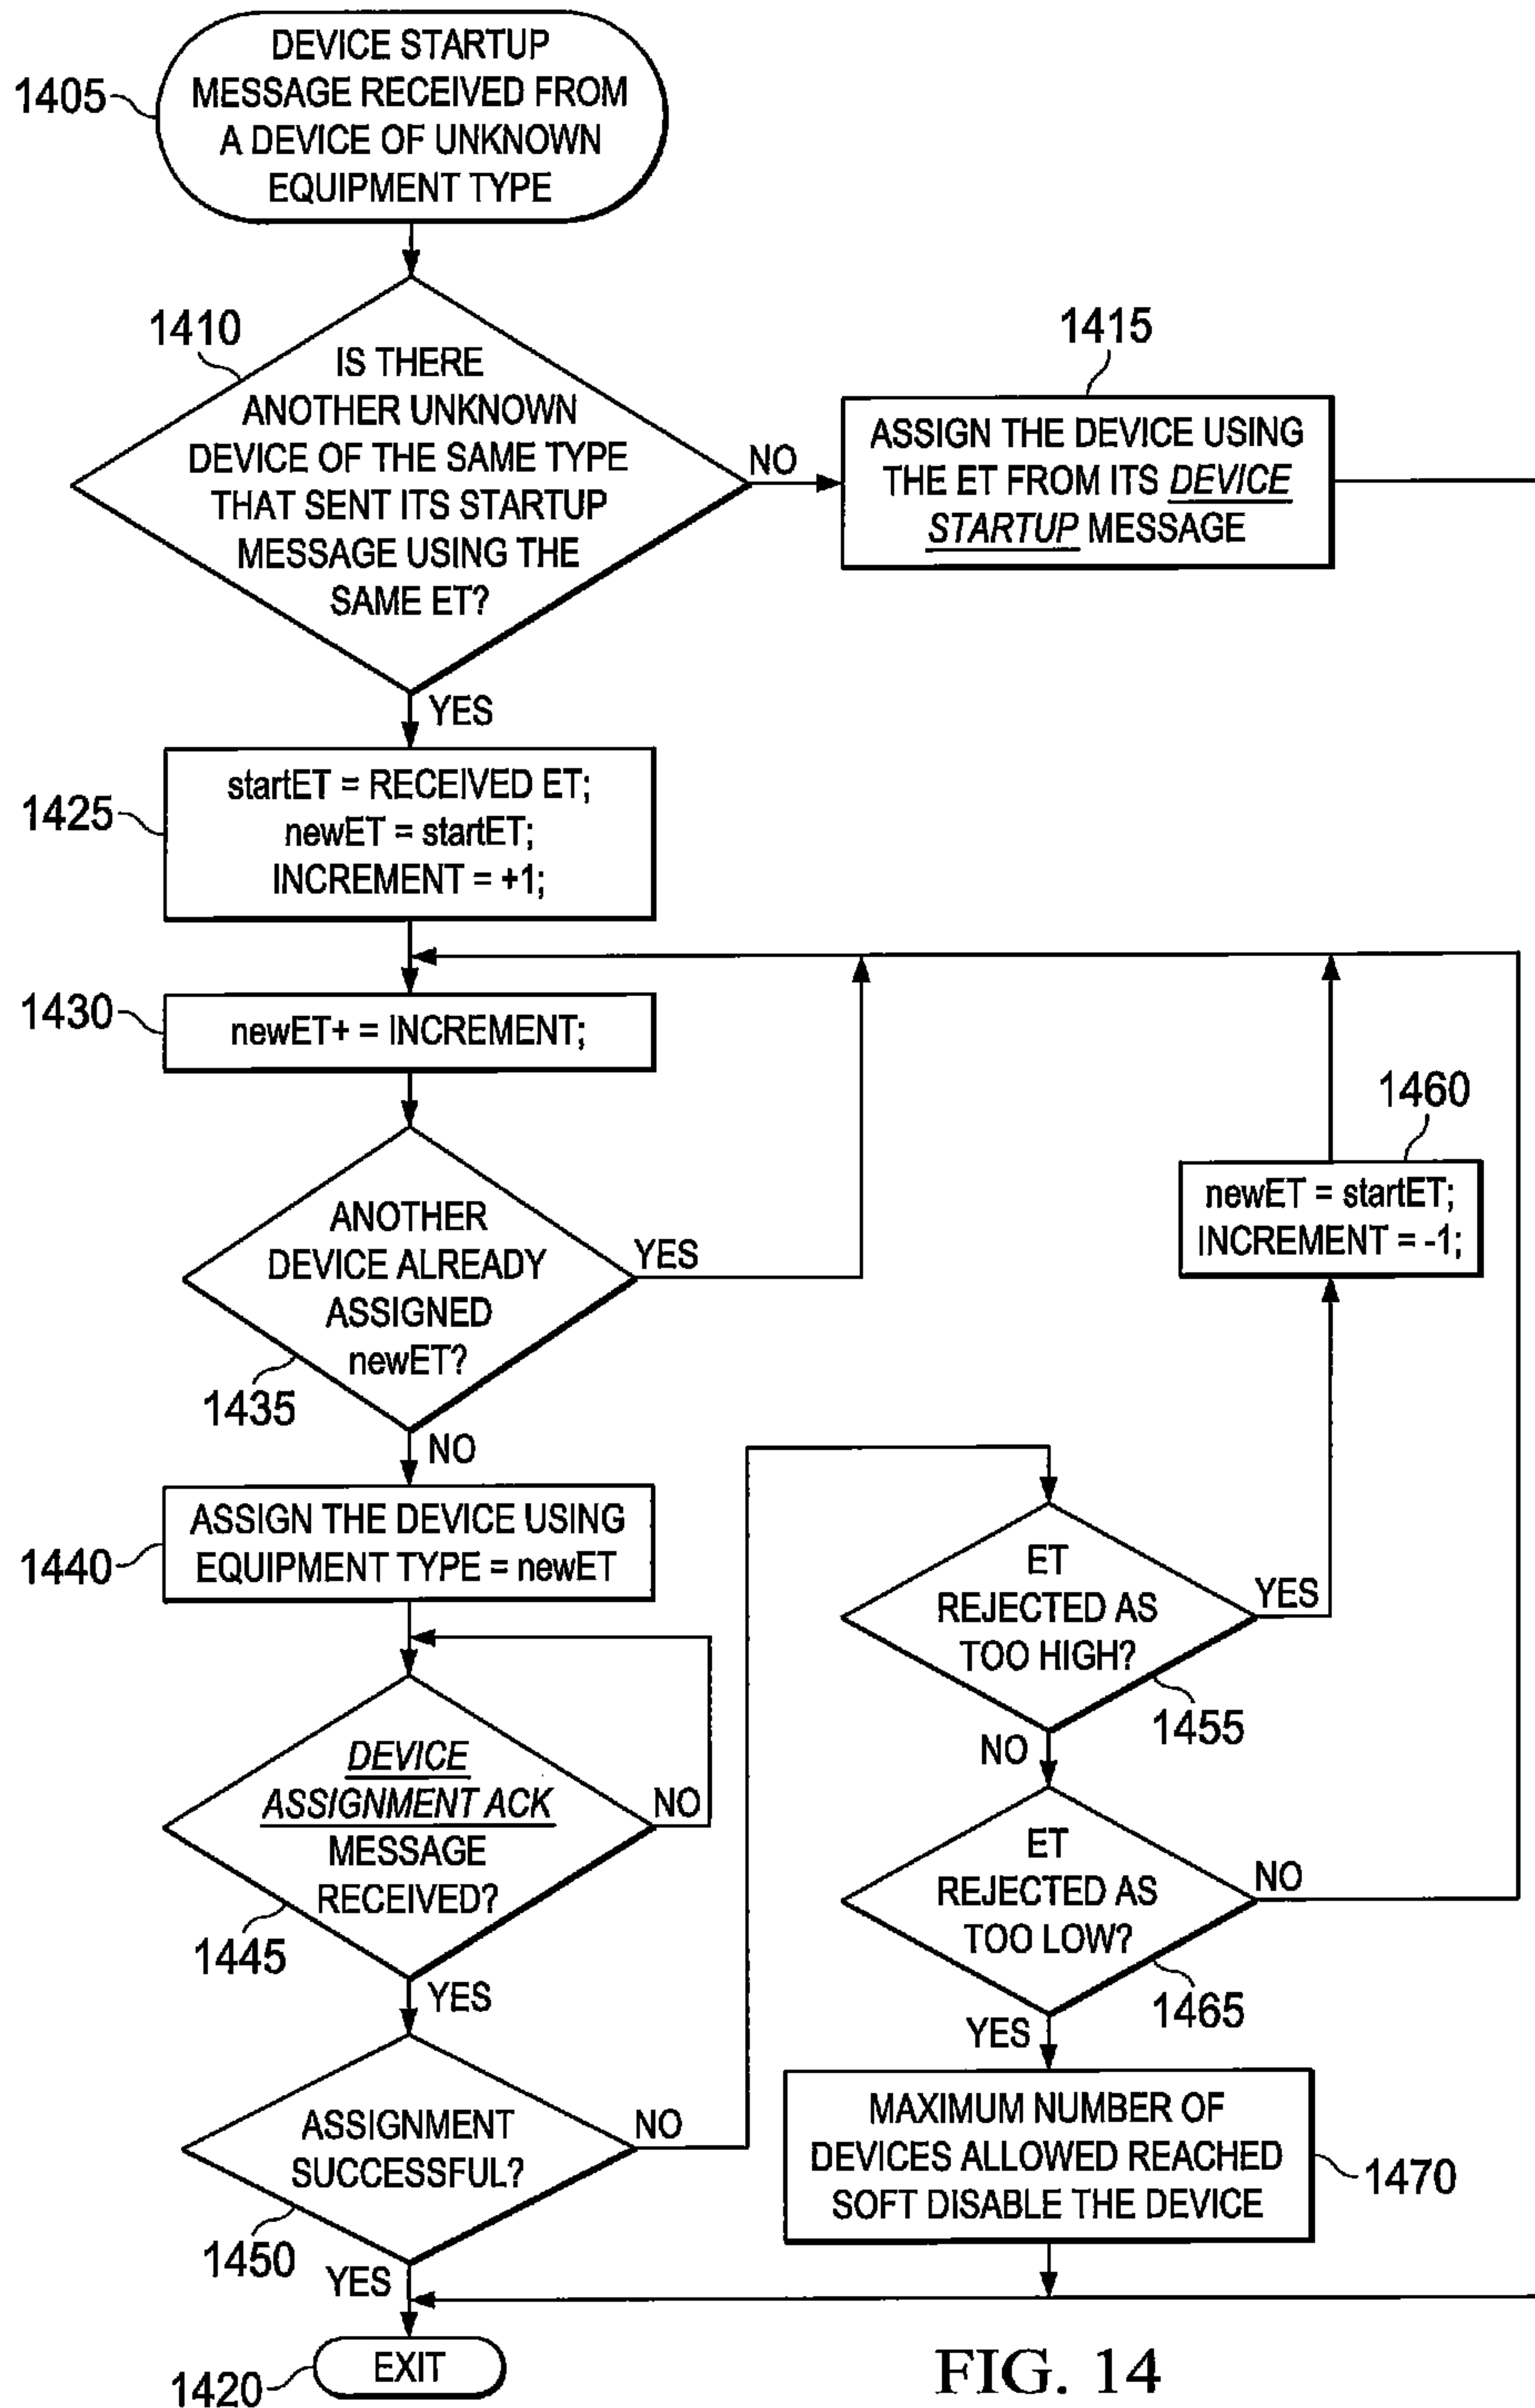 DEVICE STARTUP
MESSAGE RECEIVED FROM
A DEVICE OF UNKNOWN
EQUIPMENT TYPE
1405
1410
IS THERE
ANOTHER UNKNOWN
DEVICE OF THE SAME TYPE
THAT SENT ITS STARTUP
MESSAGE USING THE
SAME ET?
NO
1415
ASSIGN THE DEVICE USING
THE ET FROM ITS DEVICE
STARTUP MESSAGE
YES
1425
startET = RECEIVED ET;
newET = startET;
INCREMENT = +1;
1430
newET+ = INCREMENT;
1460
newET = startET;
INCREMENT = -1;
ANOTHER
DEVICE ALREADY
ASSIGNED
newET?
YES
1435
NO
1440
ASSIGN THE DEVICE USING
EQUIPMENT TYPE = newET
DEVICE
ASSIGNMENT ACK
MESSAGE
RECEIVED?
NO
1445
YES
ASSIGNMENT
SUCCESSFUL?
NO
1450
YES
ET
REJECTED AS
TOO HIGH?
YES
1455
NO
ET
REJECTED AS
TOO LOW?
NO
1465
YES
MAXIMUM NUMBER OF
DEVICES ALLOWED REACHED
SOFT DISABLE THE DEVICE
1470
EXIT
1420
FIG. 14